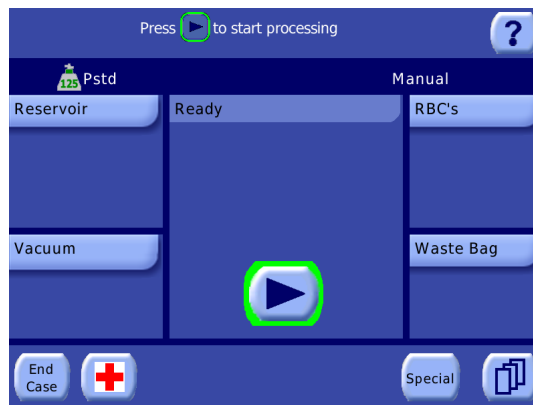 Press to start processing
?
125 Pstd
Manual
Reservoir
Ready
RBC's
Vacuum
Waste Bag
End
Case
Special